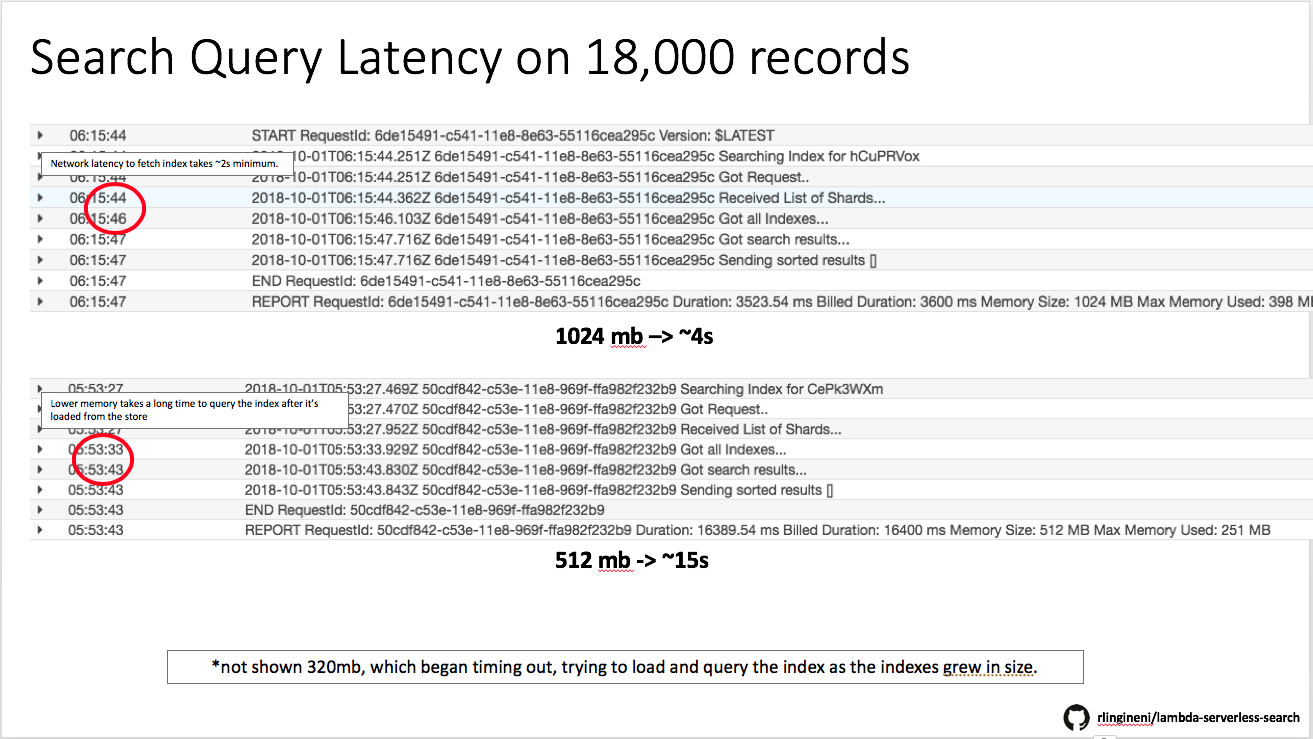 Search Query Latency on 18,000 records
06:15:44 START RequestId: 6de15491-c541-11e8-8e63-55116cea295c Version: $LATEST
10-01T06:15:44.251Z 6de15491-c541-11e8-8e63-55116cea295c Searching Index for hCuPRVox
Network latency to fetch index takes ~2s minimum.
06:15:44 2018-10-01T06:15:44.251Z 6de15491-c541-11e8-8e63-55116cea295c Got Request..
06:15:44 2018-10-01T06:15:44.362Z 6de15491-c541-11e8-8e63-55116cea295c Received List of Shards...
06:15:46 2018-10-01T06:15:46.103Z 6de15491-c541-11e8-8e63-55116cea295c Got all Indexes...
06:15:47 2018-10-01T06:15:47.716Z 6de15491-c541-11e8-8e63-55116cea295c Got search results...
06:15:47 2018-10-01T06:15:47.716Z 6de15491-c541-11e8-8e63-55116cea295c Sending sorted results []
06:15:47 END RequestId: 6de15491-c541-11e8-8e63-55116cea295c
06:15:47 REPORT RequestId: 6de15491-c541-11e8-8e63-55116cea295c Duration: 3523.54 ms Billed Duration: 3600 ms Memory Size: 1024 MB Max Memory Used: 398 M
1024 mb –> ~4s
05:53:27 2018-10-01T05:53:27.469Z 50cdf842-c53e-11e8-969f-ffa982f232b9 Searching Index for CePk3WXm
Lower memory takes a long time to query the index after it's
loaded from the store
53:27.470Z 50cdf842-c53e-11e8-969f-ffa982f232b9 Got Request..
05:53:27 2018-10-01T05:53:27.952Z 50cdf842-c53e-11e8-969f-ffa982f232b9 Received List of Shards...
05:53:33 2018-10-01T05:53:33.929Z 50cdf842-c53e-11e8-969f-ffa982f232b9 Got all Indexes...
05:53:43 2018-10-01T05:53:43.830Z 50cdf842-c53e-11e8-969f-ffa982f232b9 Got search results...
05:53:43 2018-10-01T05:53:43.843Z 50cdf842-c53e-11e8-969f-ffa982f232b9 Sending sorted results []
05:53:43 END RequestId: 50cdf842-c53e-11e8-969f-ffa982f232b9
05:53:43 REPORT RequestId: 50cdf842-c53e-11e8-969f-ffa982f232b9 Duration: 16389.54 ms Billed Duration: 16400 ms Memory Size: 512 MB Max Memory Used: 251 MB
512 mb -> ~15s
*not shown 320mb, which began timing out, trying to load and query the index as the indexes grew in size.
rlingineni/lambda-serverless-search